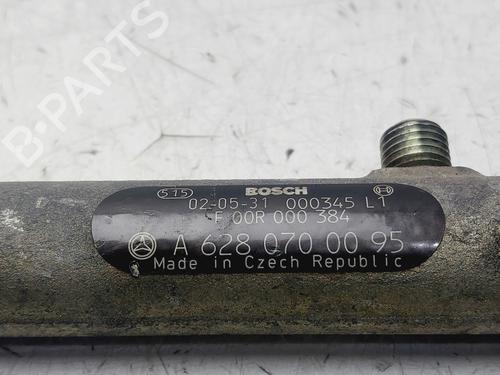 B-PARTS
515 BOSCH
02-05-31 000345 L1
F 00R 000 384
A 628 070 00 95
Made in Czech Republic